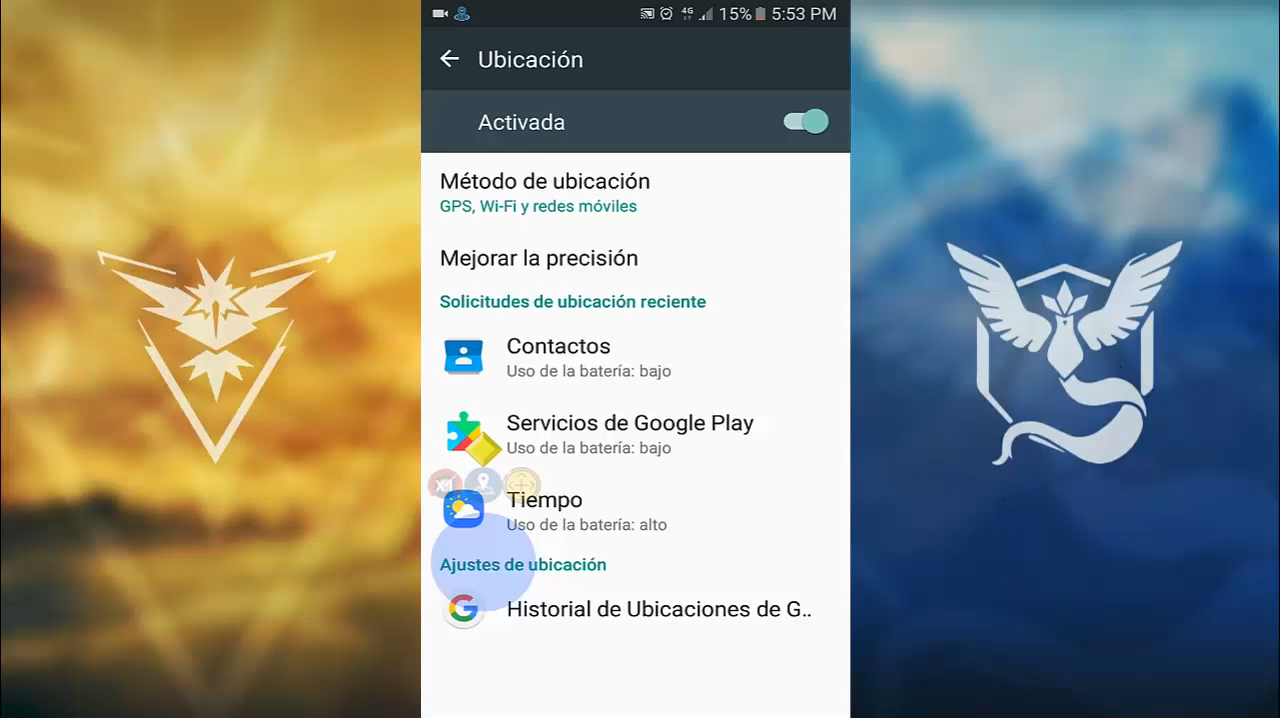 4G 15% 5:53 PM
Ubicación
Activada
Método de ubicación
GPS, Wi-Fi y redes móviles
Mejorar la precisión
Solicitudes de ubicación reciente
Contactos
Uso de la batería: bajo
Servicios de Google Play
Uso de la batería: bajo
X1
Tiempo
Uso de la batería: alto
Ajustes de ubicación
G Historial de Ubicaciones de G..